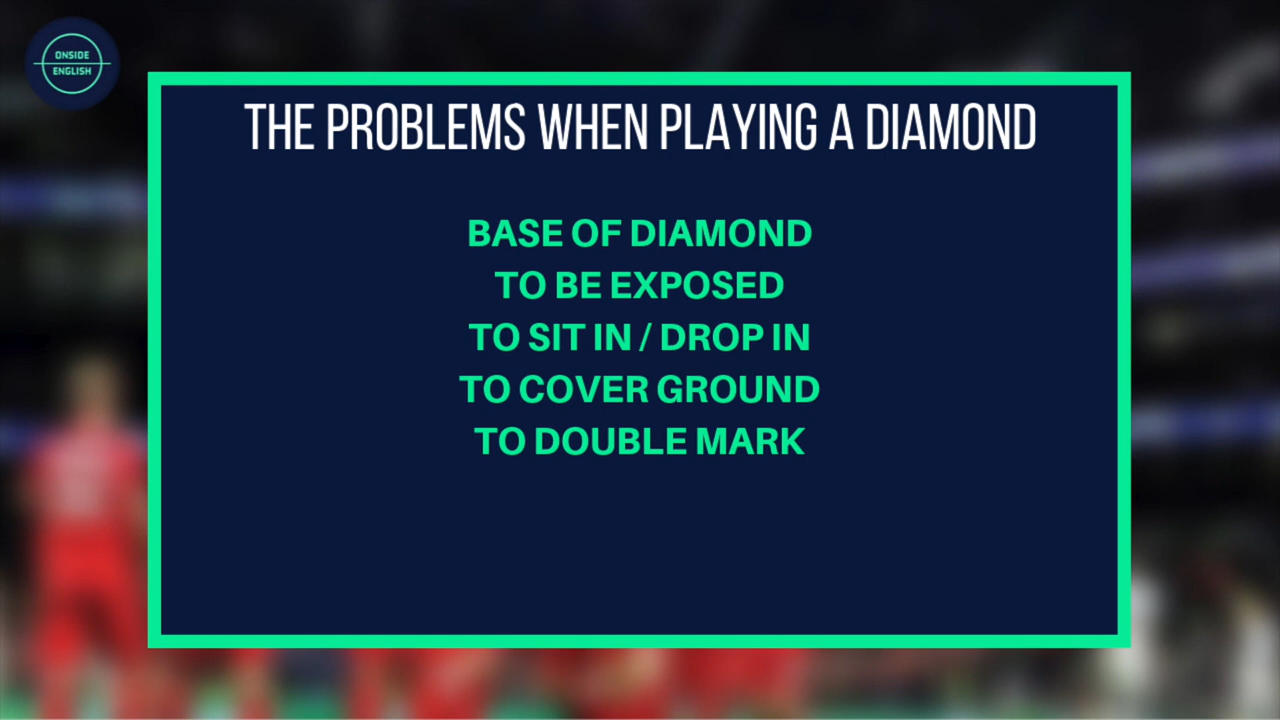 ONSIDE
ENGLISH
THE PROBLEMS WHEN PLAYING A DIAMOND
BASE OF DIAMOND
TO BE EXPOSED
TO SIT IN / DROP IN
TO COVER GROUND
TO DOUBLE MARK